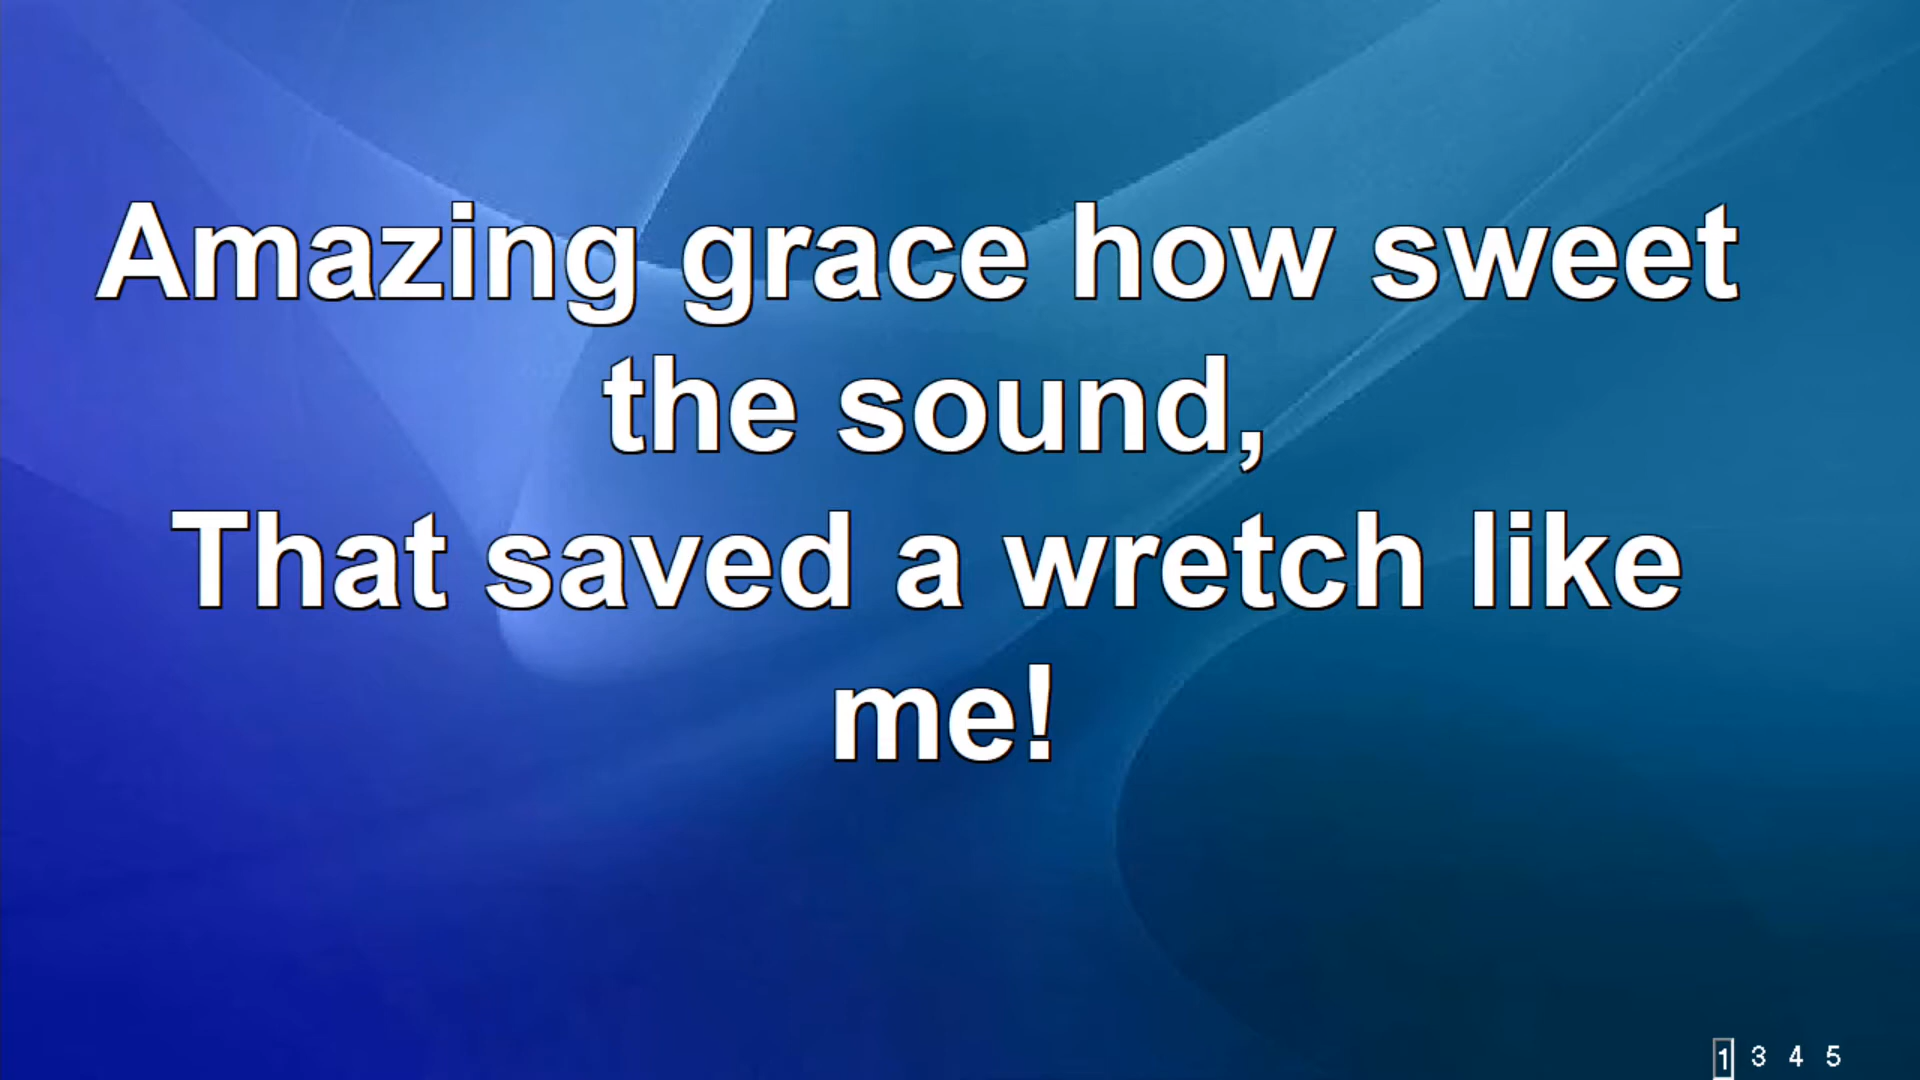 Amazing grace how sweet
the sound,
That saved a wretch like
me!
1 3 4 5